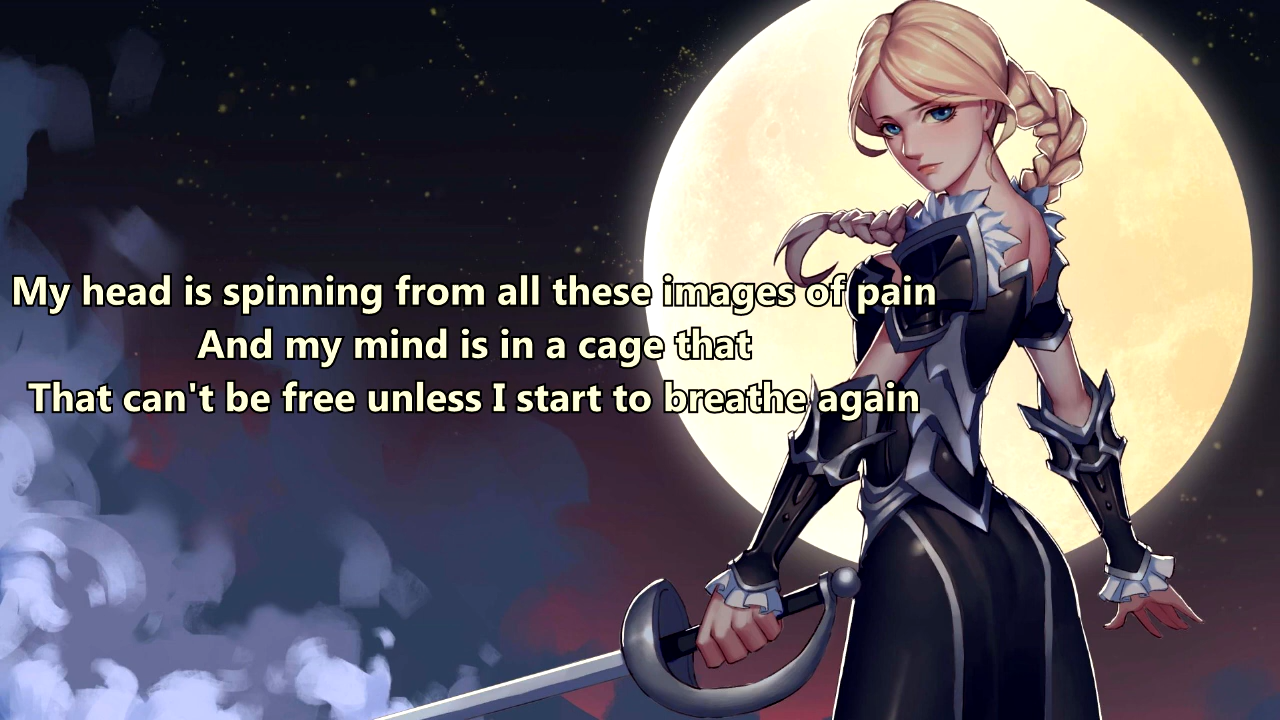 My head is spinning from all these images of pain
And my mind is in a cage that
That can't be free unless I start to breathe again